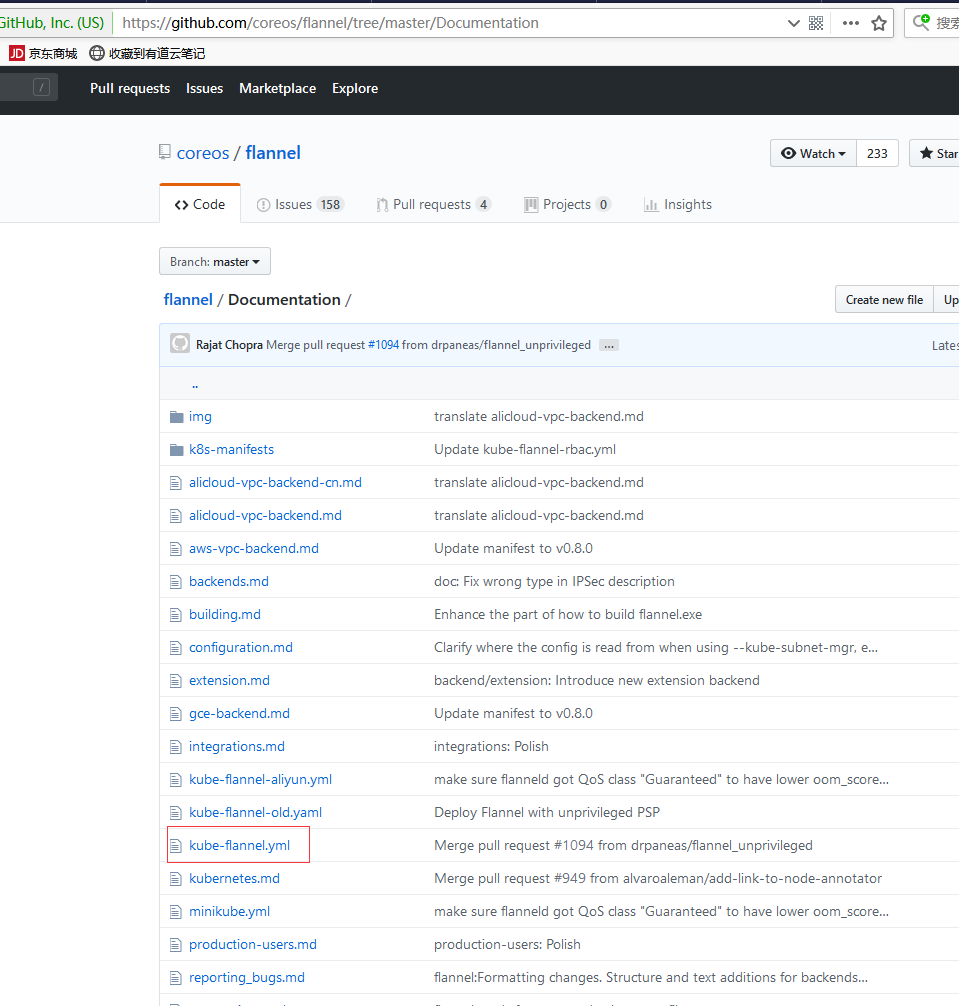 GitHub, Inc. (US) https://github.com/coreos/flannel/tree/master/Documentation 搜索
JD 京东商城 收藏到有道云笔记
/ Pull requests Issues Marketplace Explore
coreos / flannel Watch 233 Star
Code Issues 158 Pull requests 4 Projects 0 Insights
Branch: master
flannel / Documentation / Create new file Up
Rajat Chopra Merge pull request #1094 from drpaneas/flannel_unprivileged ... Lates
..
img translate alicloud-vpc-backend.md
k8s-manifests Update kube-flannel-rbac.yml
alicloud-vpc-backend-cn.md translate alicloud-vpc-backend.md
alicloud-vpc-backend.md translate alicloud-vpc-backend.md
aws-vpc-backend.md Update manifest to v0.8.0
backends.md doc: Fix wrong type in IPSec description
building.md Enhance the part of how to build flannel.exe
configuration.md Clarify where the config is read from when using --kube-subnet-mgr, e...
extension.md backend/extension: Introduce new extension backend
gce-backend.md Update manifest to v0.8.0
integrations.md integrations: Polish
kube-flannel-aliyun.yml make sure flanneld got QoS class "Guaranteed" to have lower oom_score...
kube-flannel-old.yaml Deploy Flannel with unprivileged PSP
kube-flannel.yml Merge pull request #1094 from drpaneas/flannel_unprivileged
kubernetes.md Merge pull request #949 from alvaroaleman/add-link-to-node-annotator
minikube.yml make sure flanneld got QoS class "Guaranteed" to have lower oom_score...
production-users.md production-users: Polish
reporting_bugs.md flannel:Formatting changes. Structure and text additions for backends...